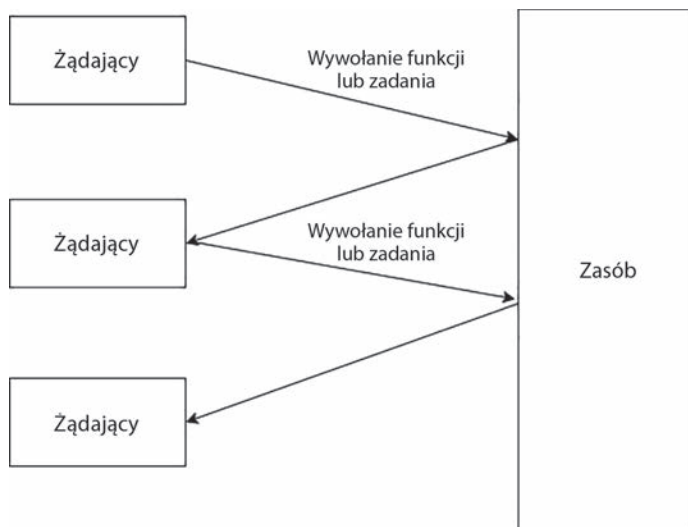 Żądający
Wywołanie funkcji
lub zadania
Żądający
Wywołanie funkcji
lub zadania
Zasób
Żądający